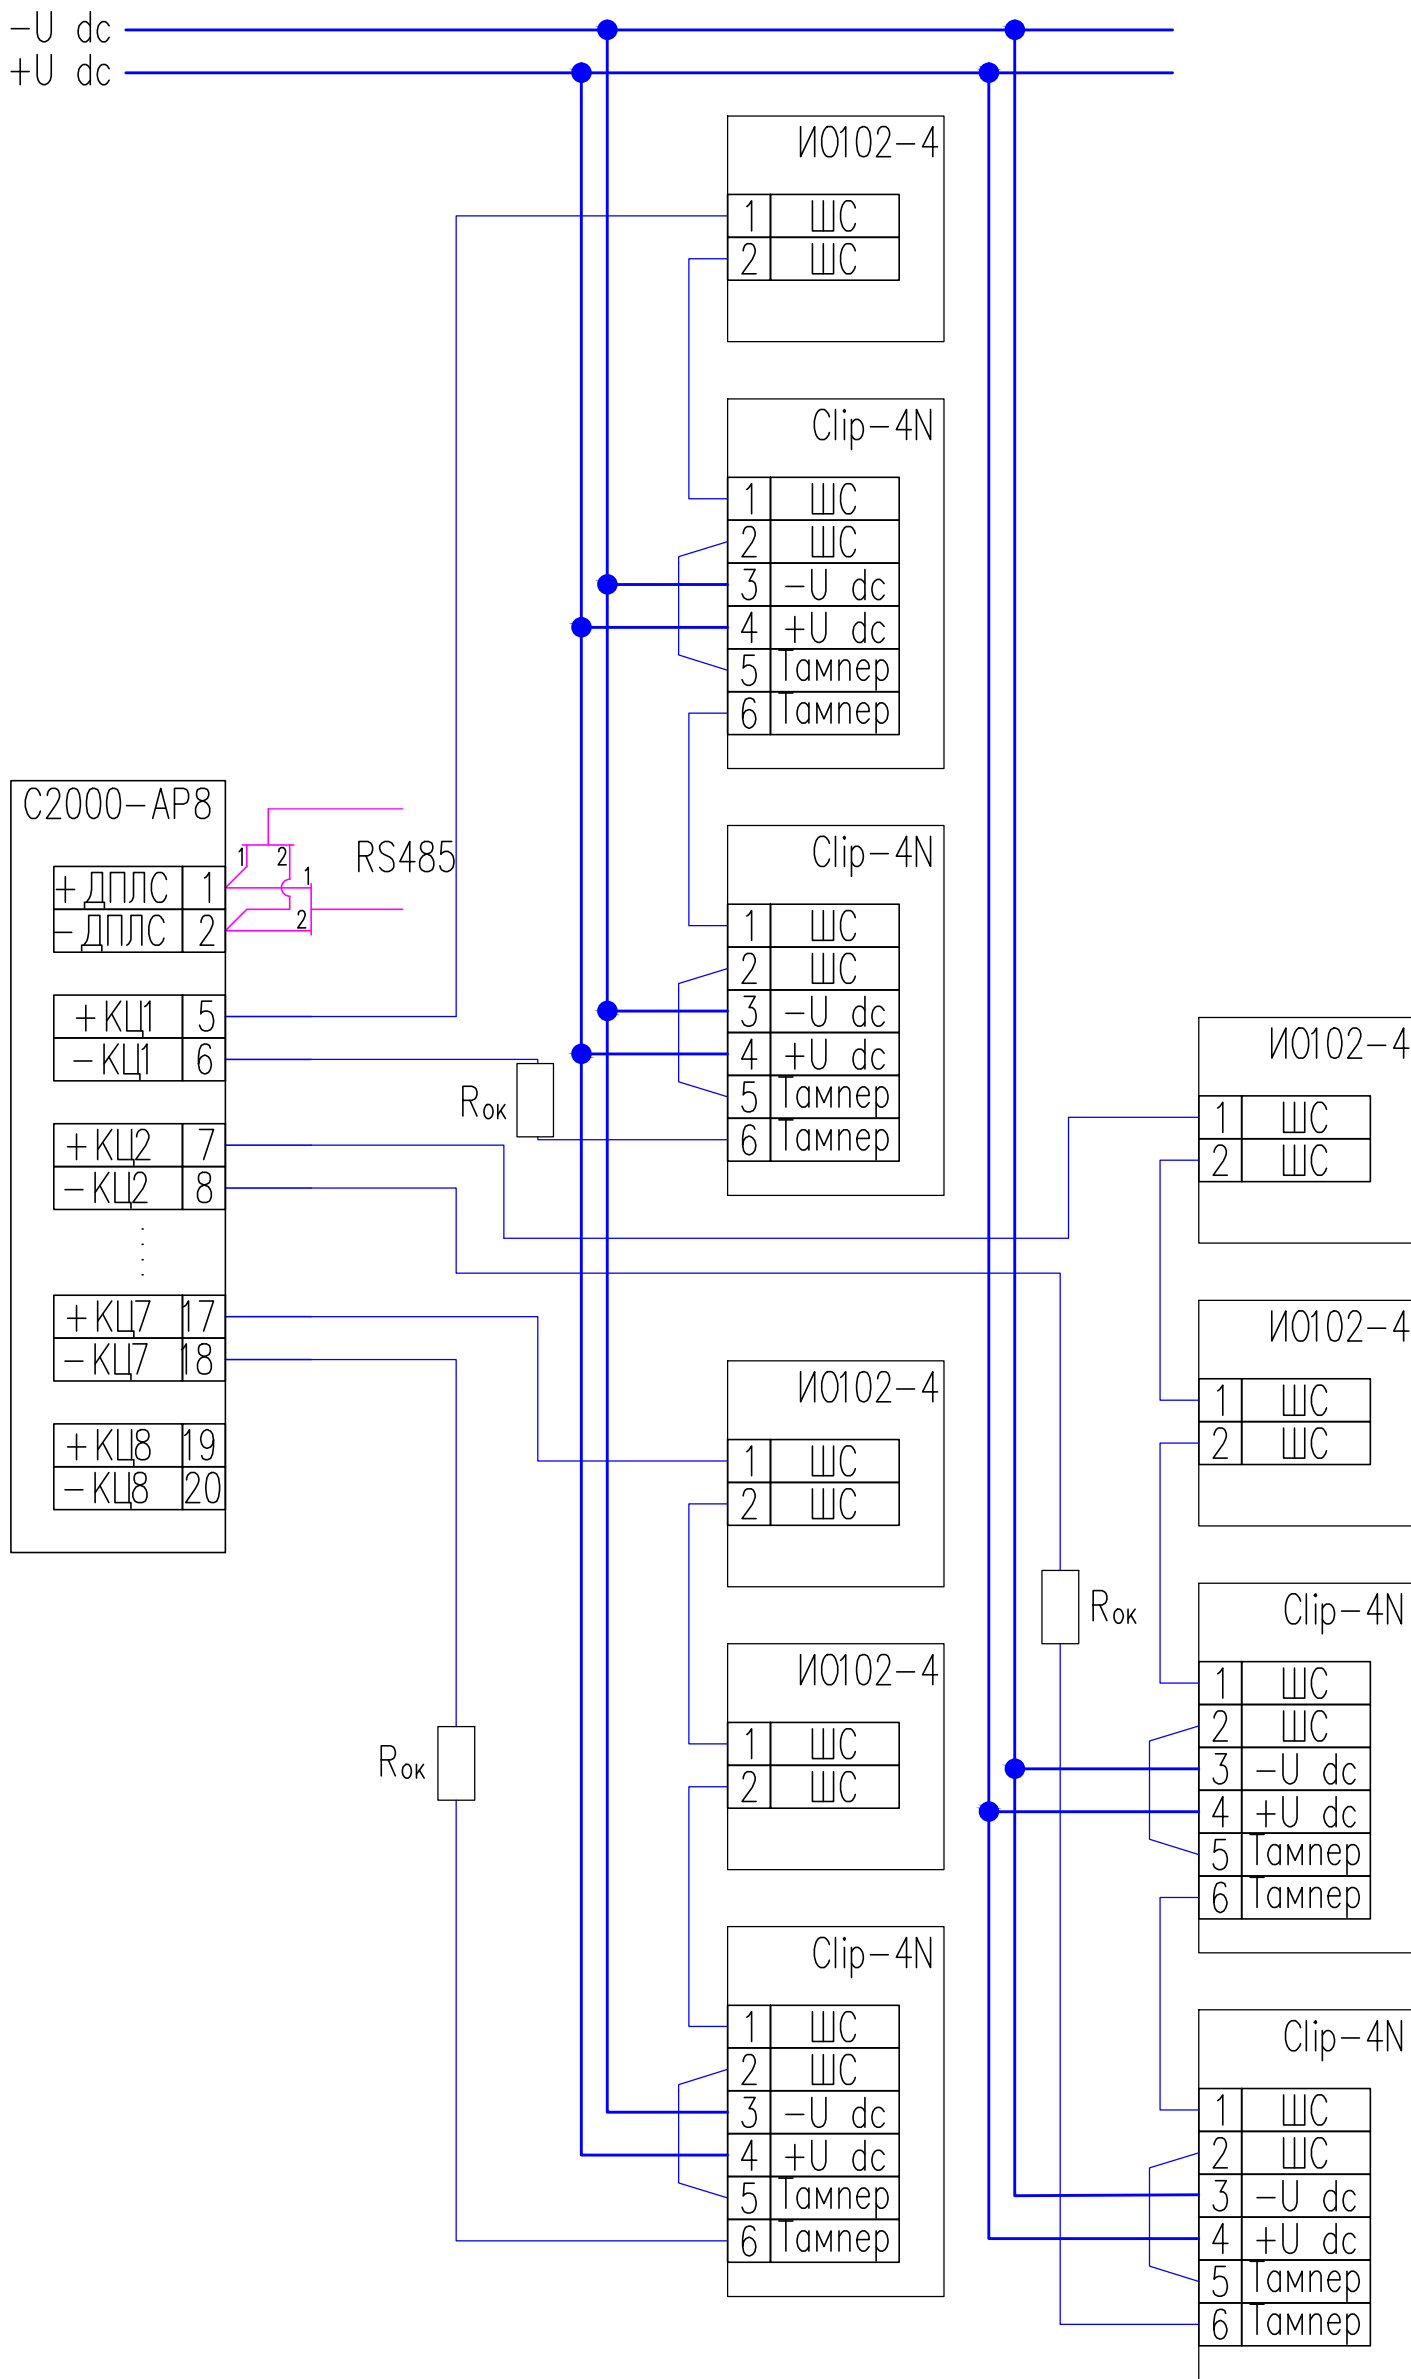 -U dc
+U dc
ИО102-4
1 ШС
2 ШС
Clip-4N
1 ШС
2 ШС
3 -U dc
4 +U dc
5 Тампер
6 Тампер
С2000-АР8
+ДПЛС 1
-ДПЛС 2
+КЦ1 5
-КЦ1 6
+КЦ2 7
-КЦ2 8
+КЦ7 17
-КЦ7 18
+КЦ8 19
-КЦ8 20
1 2
1
2
RS485
Clip-4N
1 ШС
2 ШС
3 -U dc
4 +U dc
5 Тампер
6 Тампер
Rок
ИО102-4
1 ШС
2 ШС
Rок
ИО102-4
1 ШС
2 ШС
Clip-4N
1 ШС
2 ШС
3 -U dc
4 +U dc
5 Тампер
6 Тампер
ИО102-4
1 ШС
2 ШС
ИО102-4
1 ШС
2 ШС
Rок
Clip-4N
1 ШС
2 ШС
3 -U dc
4 +U dc
5 Тампер
6 Тампер
Clip-4N
1 ШС
2 ШС
3 -U dc
4 +U dc
5 Тампер
6 Тампер